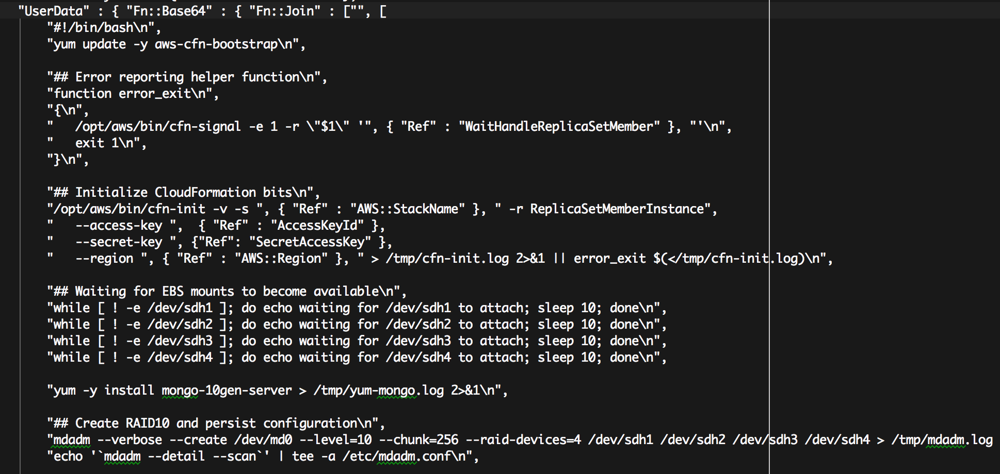 "UserData" : { "Fn::Base64" : { "Fn::Join" : ["", [
"#!/bin/bash\n",
"yum update -y aws-cfn-bootstrap\n",
"## Error reporting helper function\n",
"function error_exit\n",
"{\n",
"   /opt/aws/bin/cfn-signal -e 1 -r \"$1\" '", { "Ref" : "WaitHandleReplicaSetMember" }, "'\n",
"   exit 1\n",
"}\n",
"## Initialize CloudFormation bits\n",
"/opt/aws/bin/cfn-init -v -s ", { "Ref" : "AWS::StackName" }, " -r ReplicaSetMemberInstance",
"   --access-key ",  { "Ref" : "AccessKeyId" },
"   --secret-key ", {"Ref": "SecretAccessKey" },
"   --region ", { "Ref" : "AWS::Region" }, " > /tmp/cfn-init.log 2>&1 || error_exit $(</tmp/cfn-init.log)\n",
"## Waiting for EBS mounts to become available\n",
"while [ ! -e /dev/sdh1 ]; do echo waiting for /dev/sdh1 to attach; sleep 10; done\n",
"while [ ! -e /dev/sdh2 ]; do echo waiting for /dev/sdh2 to attach; sleep 10; done\n",
"while [ ! -e /dev/sdh3 ]; do echo waiting for /dev/sdh3 to attach; sleep 10; done\n",
"while [ ! -e /dev/sdh4 ]; do echo waiting for /dev/sdh4 to attach; sleep 10; done\n",
"yum -y install mongo-10gen-server > /tmp/yum-mongo.log 2>&1\n",
"## Create RAID10 and persist configuration\n",
"mdadm --verbose --create /dev/md0 --level=10 --chunk=256 --raid-devices=4 /dev/sdh1 /dev/sdh2 /dev/sdh3 /dev/sdh4 > /tmp/mdadm.log
"echo '`mdadm --detail --scan`' | tee -a /etc/mdadm.conf\n",